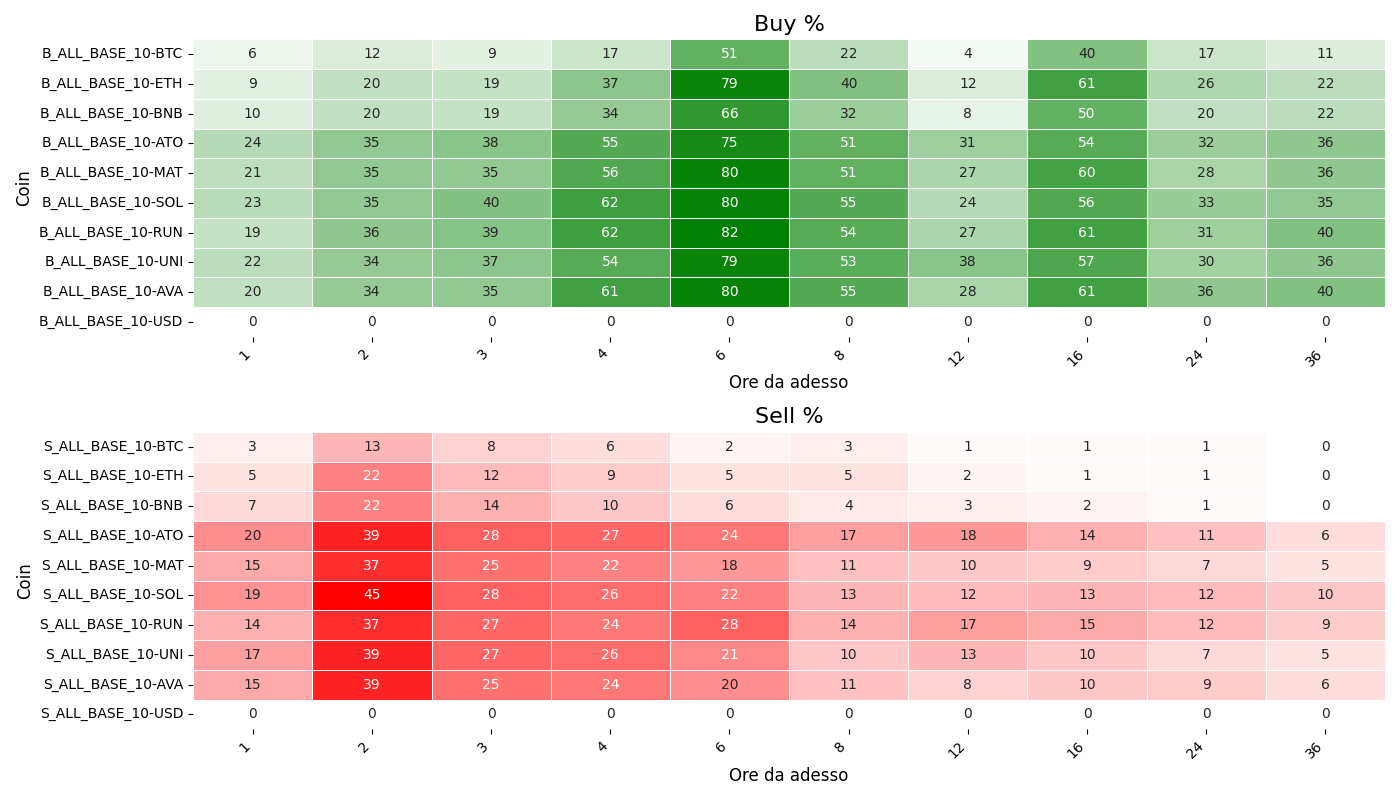 Buy %
Coin
B_ALL_BASE_10-BTC 6 12 9 17 51 22 4 40 17 11
B_ALL_BASE_10-ETH 9 20 19 37 79 40 12 61 26 22
B_ALL_BASE_10-BNB 10 20 19 34 66 32 8 50 20 22
B_ALL_BASE_10-ATO 24 35 38 55 75 51 31 54 32 36
B_ALL_BASE_10-MAT 21 35 35 56 80 51 27 60 28 36
B_ALL_BASE_10-SOL 23 35 40 62 80 55 24 56 33 35
B_ALL_BASE_10-RUN 19 36 39 62 82 54 27 61 31 40
B_ALL_BASE_10-UNI 22 34 37 54 79 53 38 57 30 36
B_ALL_BASE_10-AVA 20 34 35 61 80 55 28 61 36 40
B_ALL_BASE_10-USD 0 0 0 0 0 0 0 0 0 0
1 2 3 4 6 8 12 16 24 36
Ore da adesso
Sell %
Coin
S_ALL_BASE_10-BTC 3 13 8 6 2 3 1 1 1 0
S_ALL_BASE_10-ETH 5 22 12 9 5 5 2 1 1 0
S_ALL_BASE_10-BNB 7 22 14 10 6 4 3 2 1 0
S_ALL_BASE_10-ATO 20 39 28 27 24 17 18 14 11 6
S_ALL_BASE_10-MAT 15 37 25 22 18 11 10 9 7 5
S_ALL_BASE_10-SOL 19 45 28 26 22 13 12 13 12 10
S_ALL_BASE_10-RUN 14 37 27 24 28 14 17 15 12 9
S_ALL_BASE_10-UNI 17 39 27 26 21 10 13 10 7 5
S_ALL_BASE_10-AVA 15 39 25 24 20 11 8 10 9 6
S_ALL_BASE_10-USD 0 0 0 0 0 0 0 0 0 0
1 2 3 4 6 8 12 16 24 36
Ore da adesso